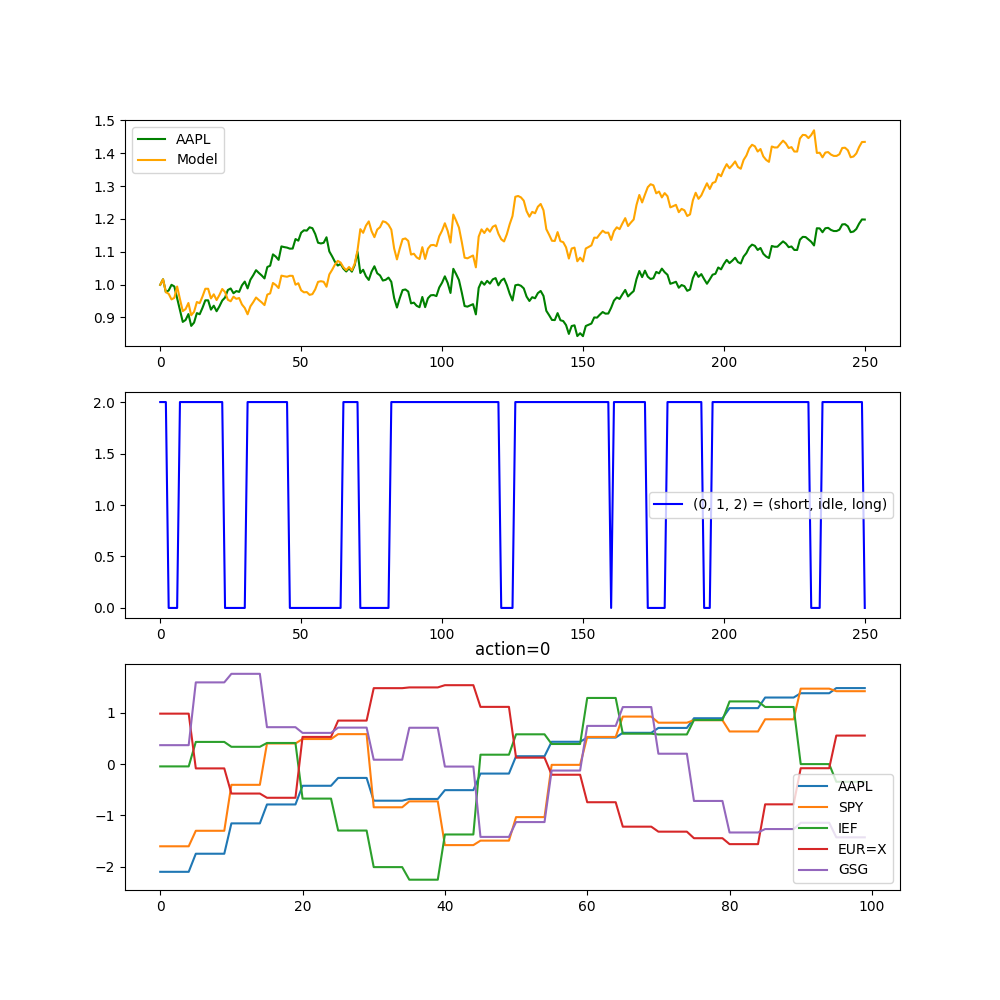 1.5
1.4
1.3
1.2
1.1
1.0
0.9
AAPL
Model
0 50 100 150 200 250
2.0
1.5
1.0
0.5
0.0
(0, 1, 2) = (short, idle, long)
0 50 100 150 200 250
action=0
1
0
−1
−2
AAPL
SPY
IEF
EUR=X
GSG
0 20 40 60 80 100